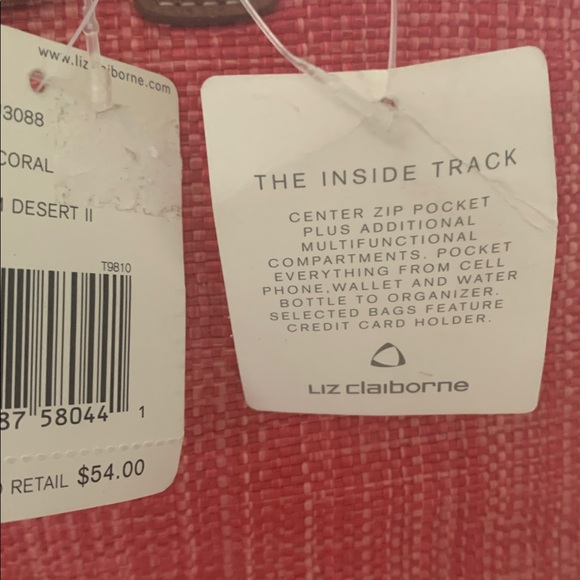 www.liz iborne.com
3088
CORAL
DESERT II
T9810
87 58044 1
RETAIL $54.00
THE INSIDE TRACK
CENTER ZIP POCKET
PLUS ADDITIONAL
MULTIFUNCTIONAL
COMPARTMENTS. POCKET
EVERYTHING FROM CELL
PHONE,WALLET AND WATER
BOTTLE TO ORGANIZER.
SELECTED BAGS FEATURE
CREDIT CARD HOLDER.
LIZ CLAIBORNE